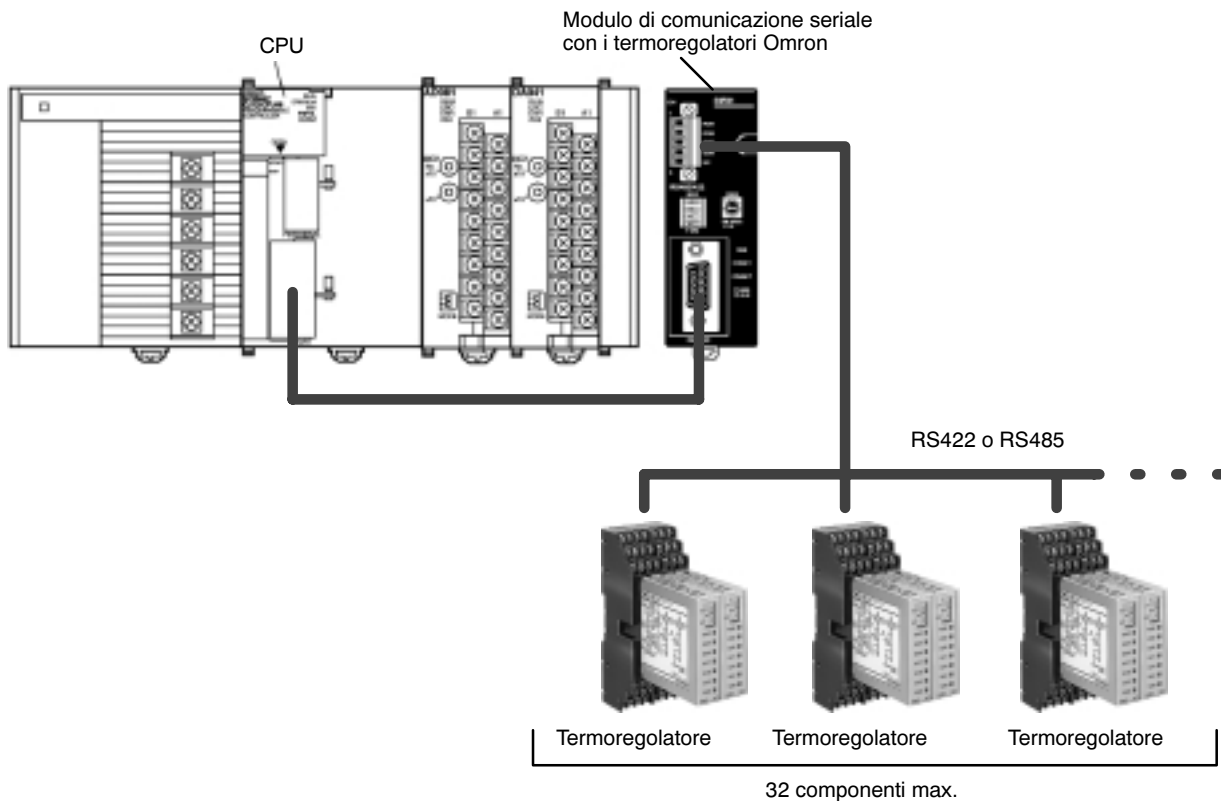 Modulo di comunicazione seriale
con i termoregolatori Omron
CPU
RS422 o RS485
Termoregolatore
Termoregolatore
Termoregolatore
32 componenti max.